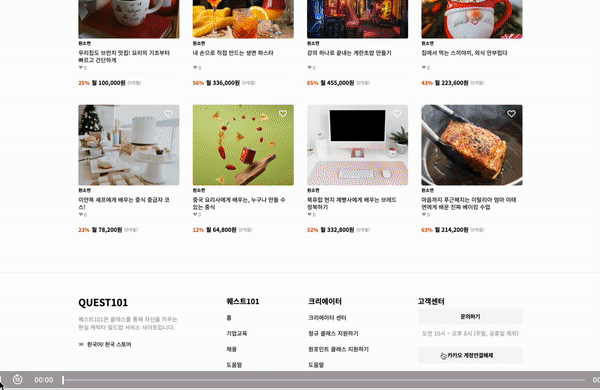 원소연
원소연
원소연
원소연
우리집도 브런치 맛집! 요리의 기초부터
빠르고 간단하게
내 손으로 직접 만드는 생면 파스타
강의 하나로 끝내는 계란초밥 만들기
집에서 먹는 스끼야끼, 외식 안부럽다
♥ 0
♥ 0
♥ 0
♥ 0
25% 월 100,000원 (0개월)
58% 월 336,000원 (0개월)
65% 월 455,000원 (0개월)
43% 월 223,600원 (0개월)
원소연
원소연
원소연
원소연
이연복 셰프에게 배우는 중식 중급자 코
스!
중국 요리사에게 배우는, 누구나 만들 수
있는 중식
북유럽 현지 제빵사에게 배우는 브레드
정복하기
마음까지 푸근해지는 이탈리아 엄마 아테
면에게 배운 진짜 베이킹 수업
♥ 0
♥ 0
♥ 0
♥ 0
23% 월 78,200원 (0개월)
12% 월 64,800원 (0개월)
52% 월 332,800원 (0개월)
63% 월 214,200원 (0개월)
QUEST101
퀘스트101은 클래스를 통해 자신을 키우는
현실 캐릭터 빌드업 서비스 사이트입니다.
한국어/ 한국 스토어
퀘스트101
홈
기업교육
채용
도움말
크리에이터
크리에이터 센터
정규 클래스 지원하기
원포인트 클래스 지원하기
도움말
고객센터
문의하기
오전 10시 ~ 오후 6시 (주말, 공휴일 제외)
카카오 계정연결해제
00:00
00